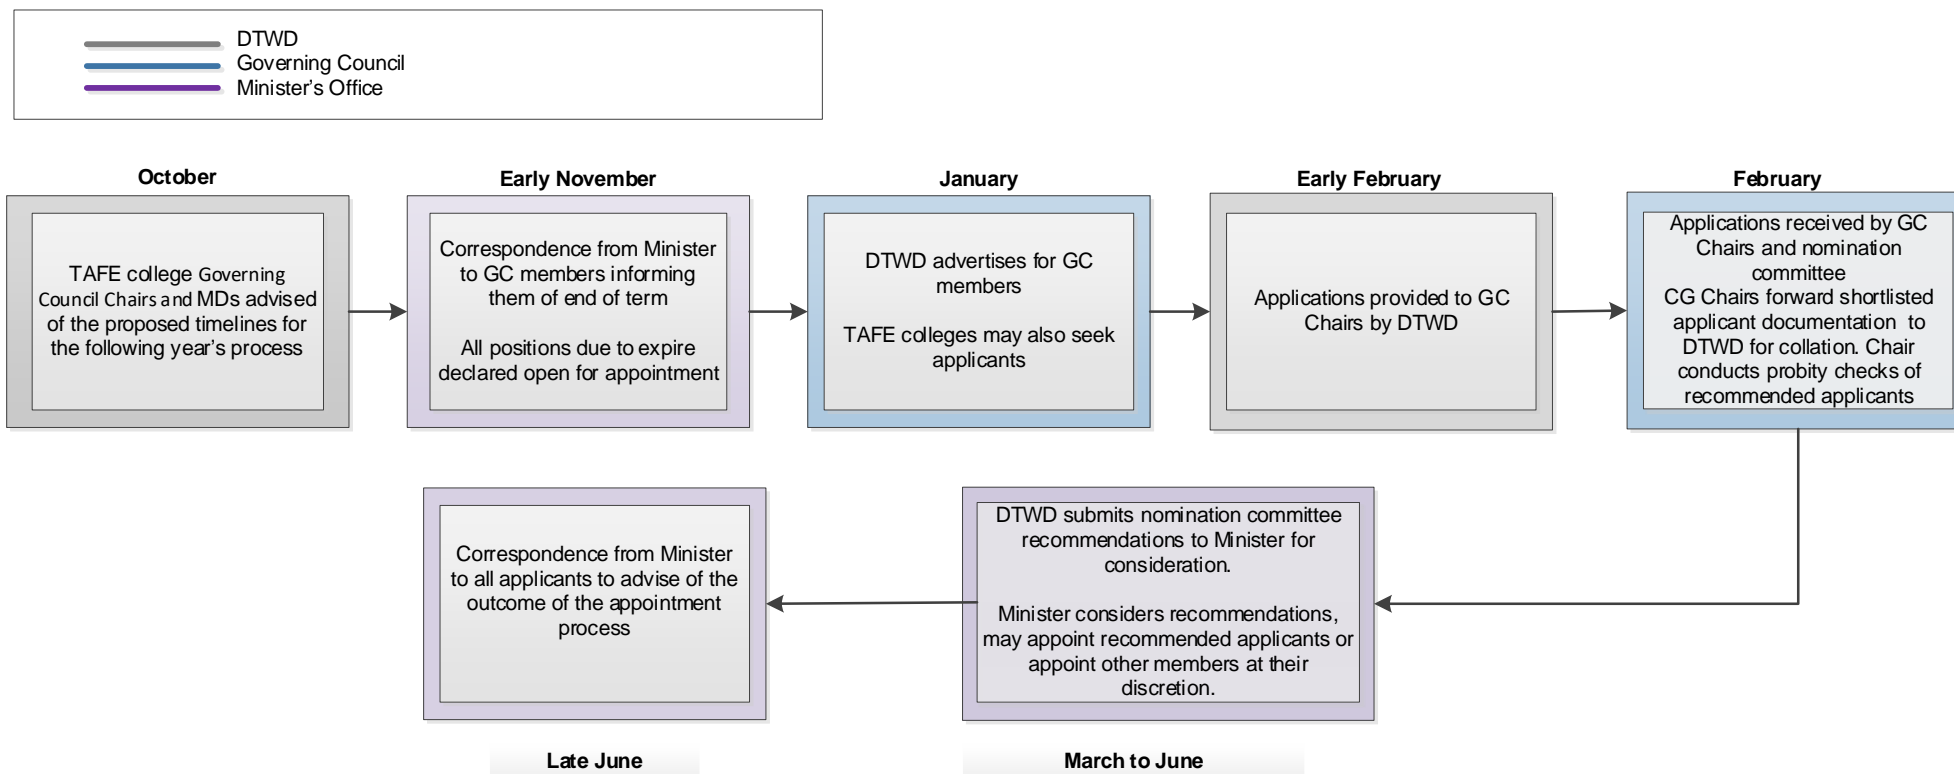 DTWD
Governing Council
Minister's Office
October
TAFE college Governing
Council Chairs and MDs advised
of the proposed timelines for
the following year's process
Early November
Correspondence from Minister
to GC members informing
them of end of term
All positions due to expire
declared open for appointment
January
DTWD advertises for GC
members
TAFE colleges may also seek
applicants
Early February
Applications provided to GC
Chairs by DTWD
February
Applications received by GC
Chairs and nomination
committee
CG Chairs forward shortlisted
applicant documentation to
DTWD for collation. Chair
conducts probity checks of
recommended applicants
DTWD submits nomination committee
recommendations to Minister for
consideration.
Minister considers recommendations,
may appoint recommended applicants or
appoint other members at their
discretion.
March to June
Correspondence from Minister
to all applicants to advise of the
outcome of the appointment
process
Late June